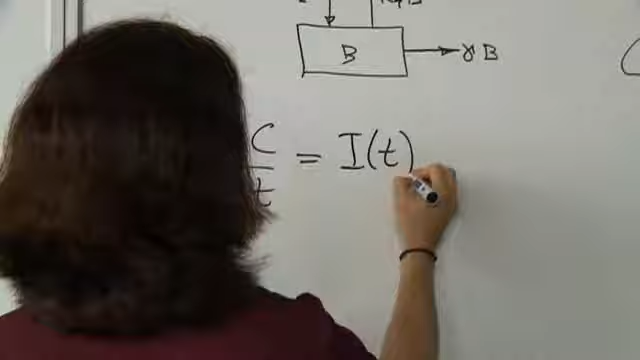 B → γB
C
— = I(t)
t